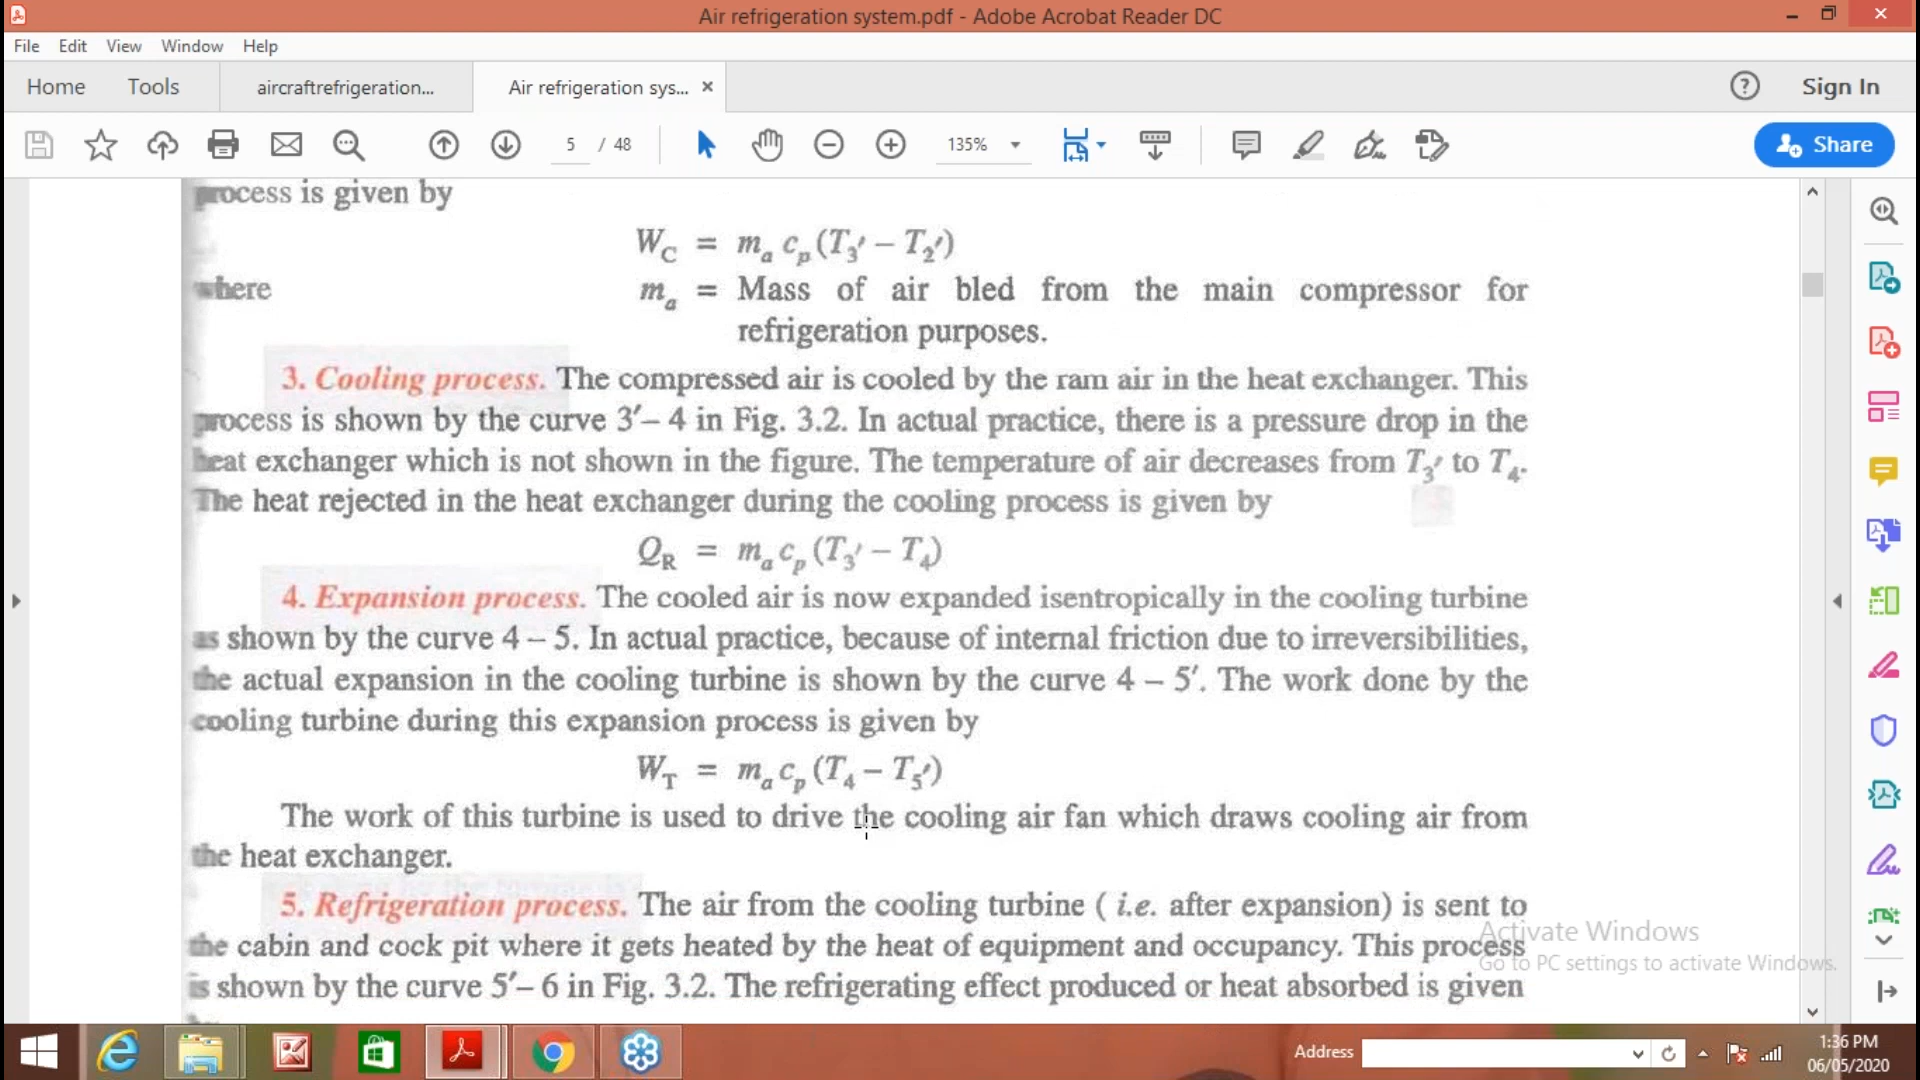 Air refrigeration system.pdf - Adobe Acrobat Reader DC
File Edit View Window Help
Home Tools aircraftrefrigeration... Air refrigeration sys... × Sign In
5 / 48 135% Share
process is given by
W_C = m_a c_p (T_3′ – T_2′)
where m_a = Mass of air bled from the main compressor for
refrigeration purposes.
3. Cooling process. The compressed air is cooled by the ram air in the heat exchanger. This
process is shown by the curve 3′– 4 in Fig. 3.2. In actual practice, there is a pressure drop in the
heat exchanger which is not shown in the figure. The temperature of air decreases from T_3′ to T_4.
The heat rejected in the heat exchanger during the cooling process is given by
Q_R = m_a c_p (T_3′ – T_4)
4. Expansion process. The cooled air is now expanded isentropically in the cooling turbine
as shown by the curve 4 – 5. In actual practice, because of internal friction due to irreversibilities,
the actual expansion in the cooling turbine is shown by the curve 4 – 5′. The work done by the
cooling turbine during this expansion process is given by
W_T = m_a c_p (T_4 – T_5′)
The work of this turbine is used to drive the cooling air fan which draws cooling air from
the heat exchanger.
5. Refrigeration process. The air from the cooling turbine ( i.e. after expansion) is sent to
the cabin and cock pit where it gets heated by the heat of equipment and occupancy. This process
is shown by the curve 5′– 6 in Fig. 3.2. The refrigerating effect produced or heat absorbed is given
Activate Windows
Go to PC settings to activate Windows.
Address
1:36 PM
06/05/2020